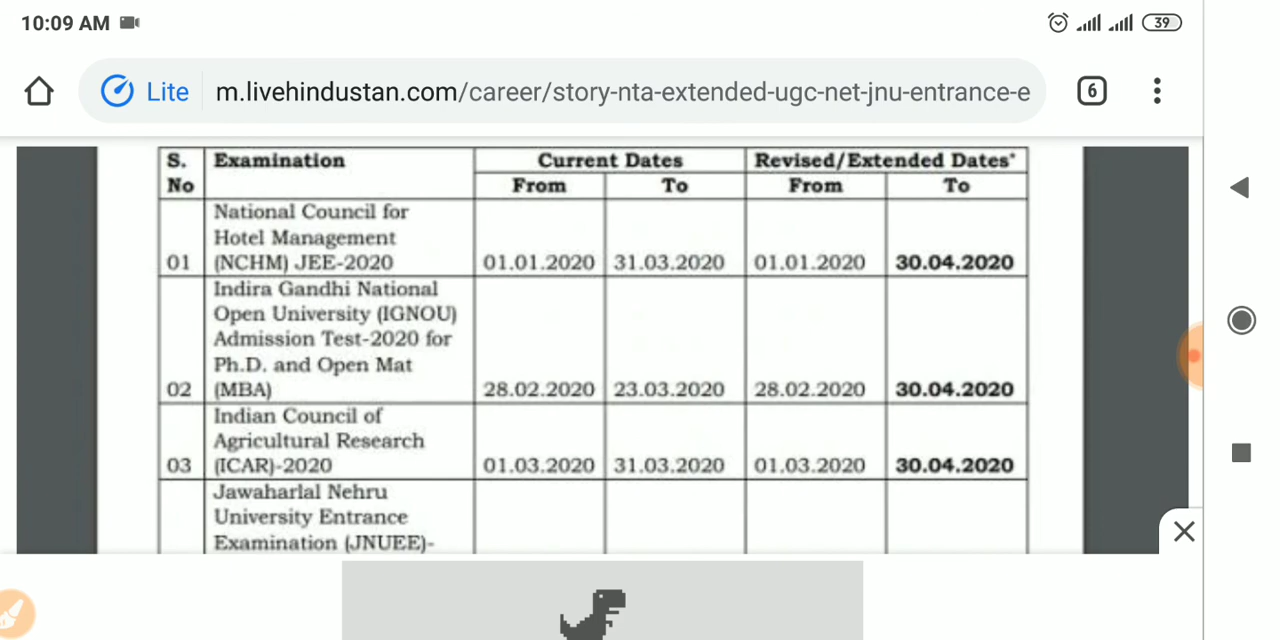 10:09 AM
39
Lite
m.livehindustan.com/career/story-nta-extended-ugc-net-jnu-entrance-e
6
S. No Examination Current Dates Revised/Extended Dates*
From To From To
National Council for
Hotel Management
01 (NCHM) JEE-2020 01.01.2020 31.03.2020 01.01.2020 30.04.2020
Indira Gandhi National
Open University (IGNOU)
Admission Test-2020 for
Ph.D. and Open Mat
02 (MBA) 28.02.2020 23.03.2020 28.02.2020 30.04.2020
Indian Council of
Agricultural Research
03 (ICAR)-2020 01.03.2020 31.03.2020 01.03.2020 30.04.2020
Jawaharlal Nehru
University Entrance
Examination (JNUEE)-